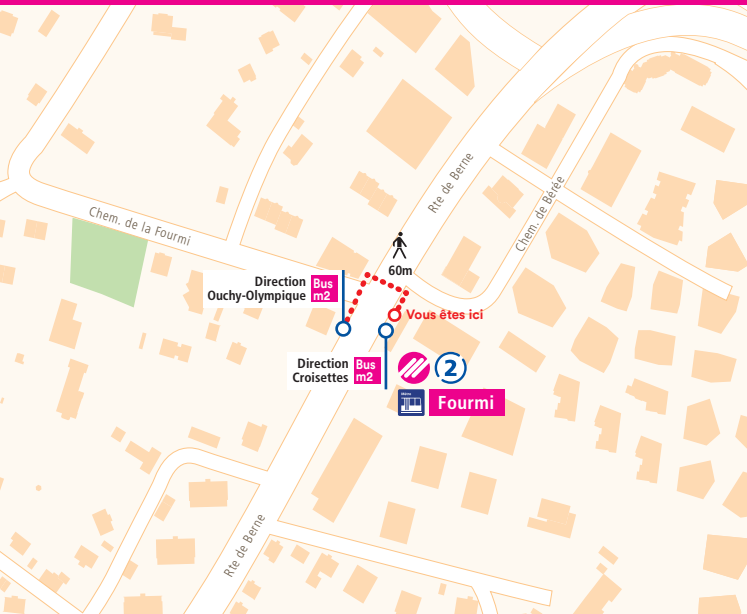 Rte de Berne
Chem. de Bérée
Chem. de la Fourmi
60m
Direction
Ouchy-Olympique
Bus
m2
Vous êtes ici
Direction
Croisettes
Bus
m2
2
Fourmi
Rte de Berne